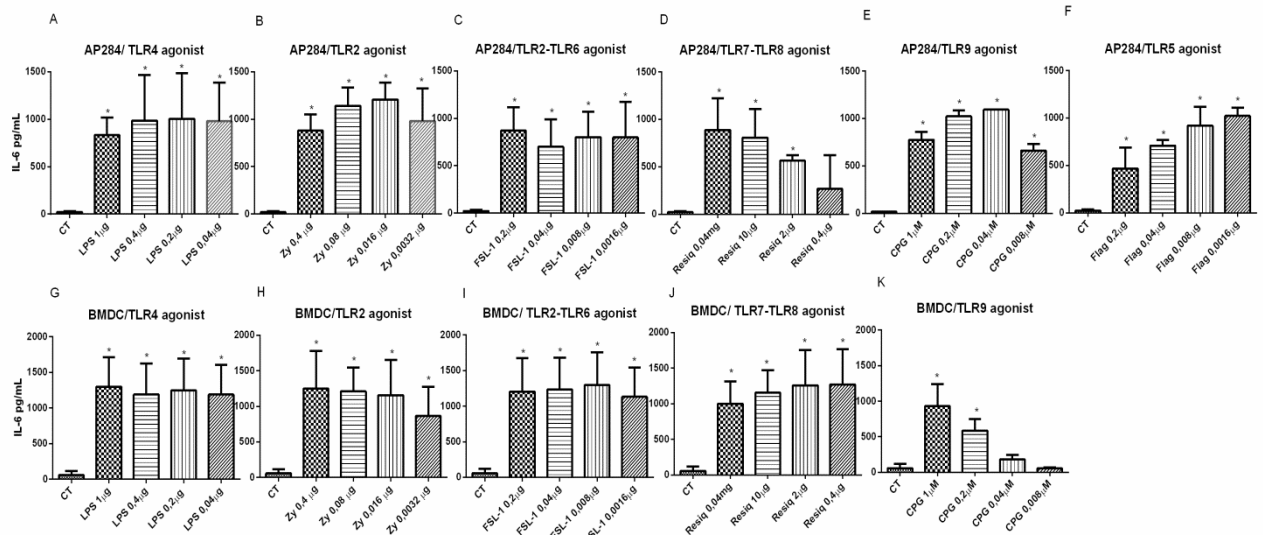 A
AP284/ TLR4 agonist
IL-6 pg/mL
1500
1000
500
0
CT
LPS 1µg
LPS 0,4µg
LPS 0,2µg
LPS 0,04µg
* * * *
B
AP284/TLR2 agonist
1500
1000
500
0
CT
Zy 0.4 µg
Zy 0,08 µg
Zy 0,016 µg
Zy 0,0032 µg
* * * *
C
AP284/TLR2-TLR6 agonist
1500
1000
500
0
CT
FSL-1 0,2µg
FSL-1 0,04µg
FSL-1 0,008µg
FSL-1 0,0016µg
* * * *
D
AP284/TLR7-TLR8 agonist
1500
1000
500
0
CT
Resiq 0,04mg
Resiq 10µg
Resiq 2µg
Resiq 0,4µg
* * *
E
AP284/TLR9 agonist
1500
1000
500
0
CT
CPG 1µM
CPG 0,2µM
CPG 0,04µM
CPG 0,008µM
* * * *
F
AP284/TLR5 agonist
1500
1000
500
0
CT
Flag 0,2µg
Flag 0,04µg
Flag 0,008µg
Flag 0,0016µg
* * * *
G
BMDC/TLR4 agonist
IL-6 pg/mL
2000
1500
1000
500
0
CT
LPS 1µg
LPS 0,4µg
LPS 0,2µg
LPS 0,04µg
* * * *
H
BMDC/TLR2 agonist
2000
1500
1000
500
0
CT
Zy 0.4 µg
Zy 0,08 µg
Zy 0,016 µg
Zy 0,0032 µg
* * * *
I
BMDC/ TLR2-TLR6 agonist
2000
1500
1000
500
0
CT
FSL-1 0,2µg
FSL-1 0,04µg
FSL-1 0,008µg
FSL-1 0,0016µg
* * * *
J
BMDC/ TLR7-TLR8 agonist
2000
1500
1000
500
0
CT
Resiq 0,04mg
Resiq 10µg
Resiq 2µg
Resiq 0,4µg
* * * *
K
BMDC/TLR9 agonist
2000
1500
1000
500
0
CT
CPG 1µM
CPG 0,2µM
CPG 0,04µM
CPG 0,008µM
* *